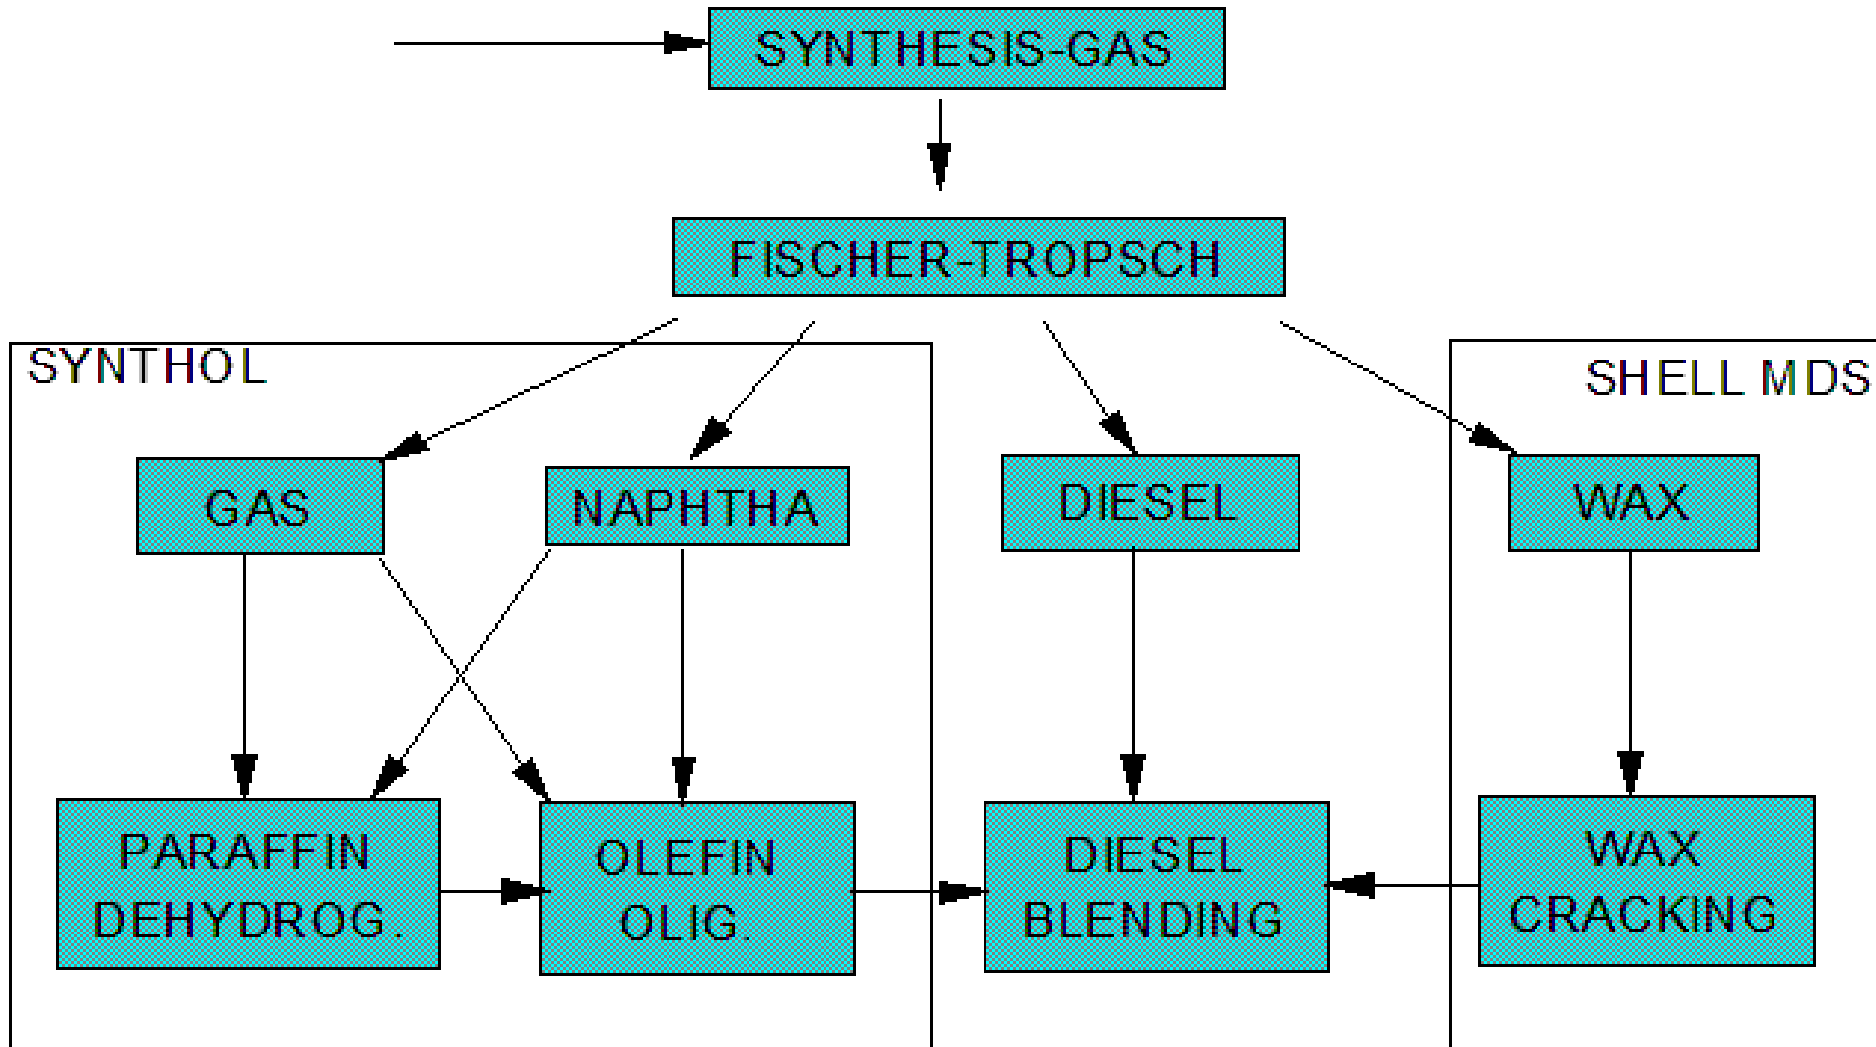 SYNTHESIS-GAS
FISCHER-TROPSCH
SYNTHOL
SHELL MDS
GAS
NAPHTHA
DIESEL
WAX
PARAFFIN
DEHYDROG.
OLEFIN
OLIG.
DIESEL
BLENDING
WAX
CRACKING